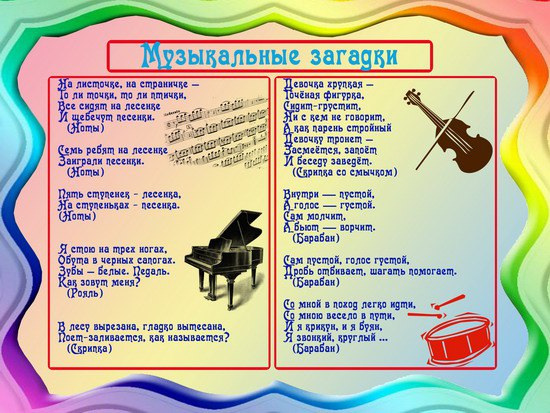 Музыкальные загадки
На листочке, на страничке —
То ли точки, то ли птички,
Все сидят на лесенке
И щебечут песенки.
(Ноты)
Семь ребят на лесенке
Заиграли песенки.
(Ноты)
Пять ступенек - лесенка,
На ступеньках - песенка.
(Ноты)
Я стою на трех ногах,
Обута в черных сапогах.
Зубы – белые. Педаль.
Как зовут меня?
(Рояль)
В лесу вырезана, гладко вытесана,
Поет-заливается, как называется?
(Скрипка)
Девочка хрупкая –
Точёная фигурка,
Сидит-грустит,
Ни с кем не говорит,
А как парень стройный
Девочку тронет –
Засмеётся, запоёт
И беседу заведёт.
(Скрипка со смычком)
Внутри –– пустой,
А голос –– густой.
Сам молчит,
А бьют –– ворчит.
(Барабан)
Сам пустой, голос густой,
Дробь отбивает, шагать помогает.
(Барабан)
Со мной в поход легко идти,
Со мною весело в пути,
И я крикун, и я буян,
Я звонкий, круглый ...
(Барабан)